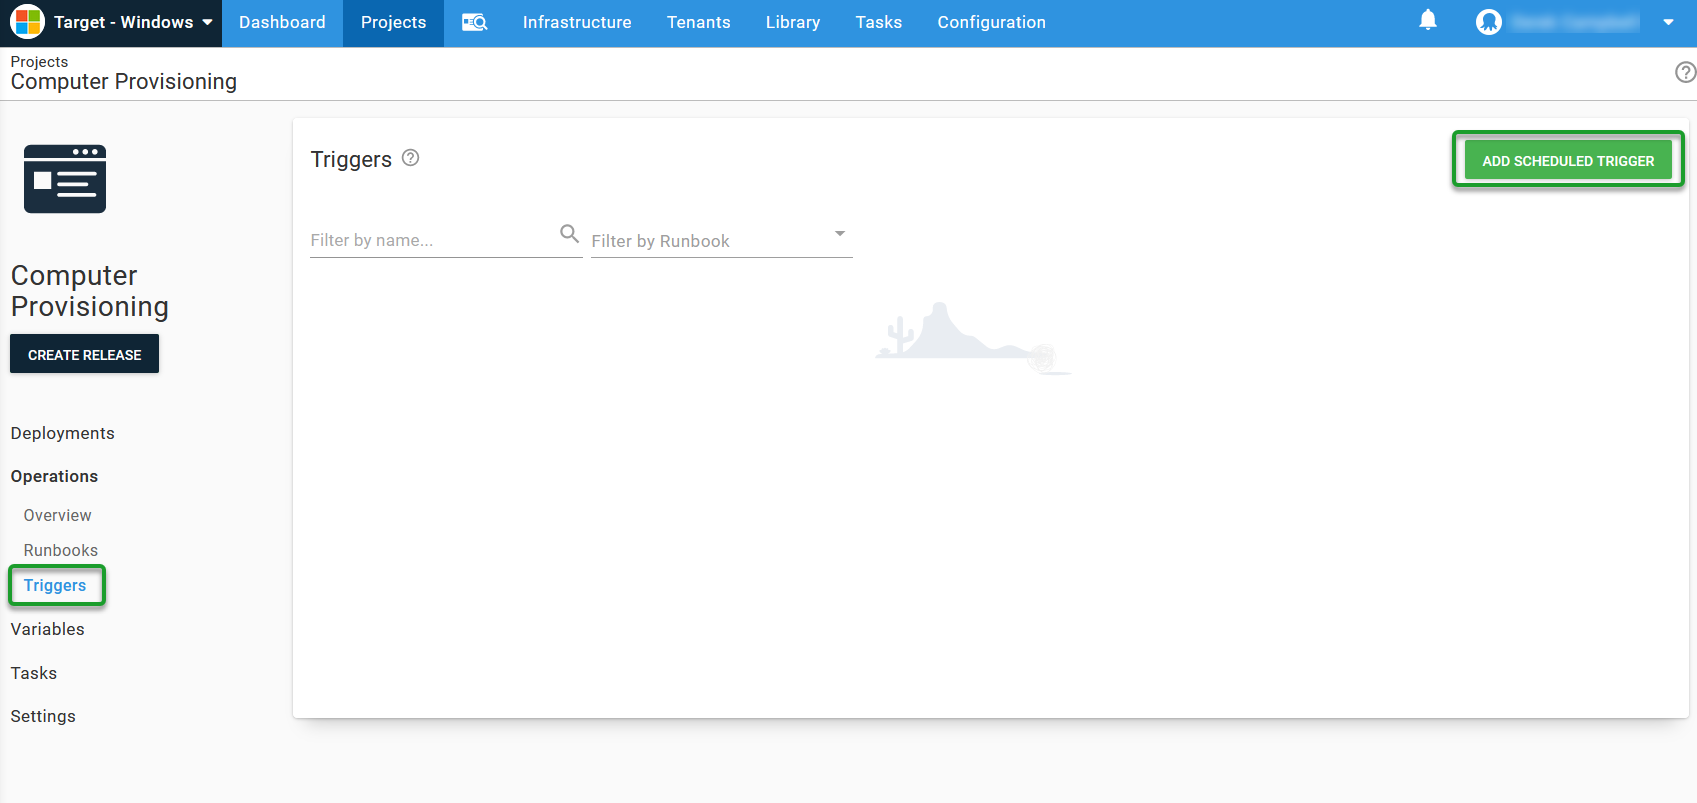 Target - Windows
Dashboard
Projects
Infrastructure
Tenants
Library
Tasks
Configuration
Projects
Computer Provisioning
Computer
Provisioning
CREATE RELEASE
Deployments
Operations
Overview
Runbooks
Triggers
Variables
Tasks
Settings
Triggers
ADD SCHEDULED TRIGGER
Filter by name...
Filter by Runbook